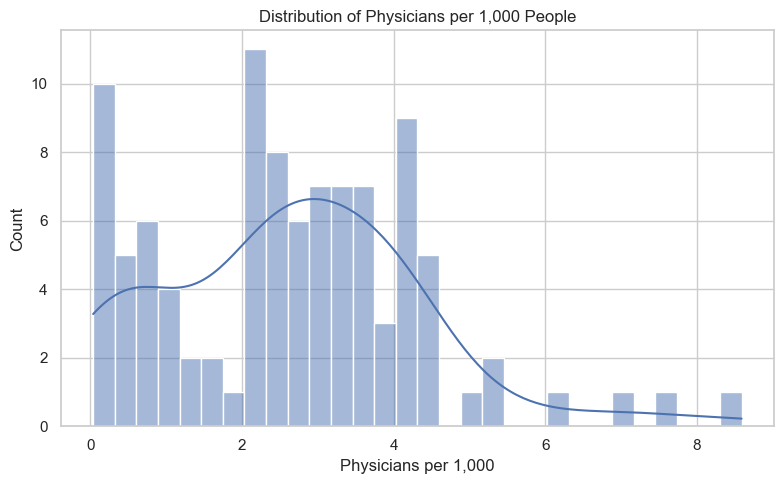 Distribution of Physicians per 1,000 People
Count
10
8
6
4
2
0
0 2 4 6 8
Physicians per 1,000